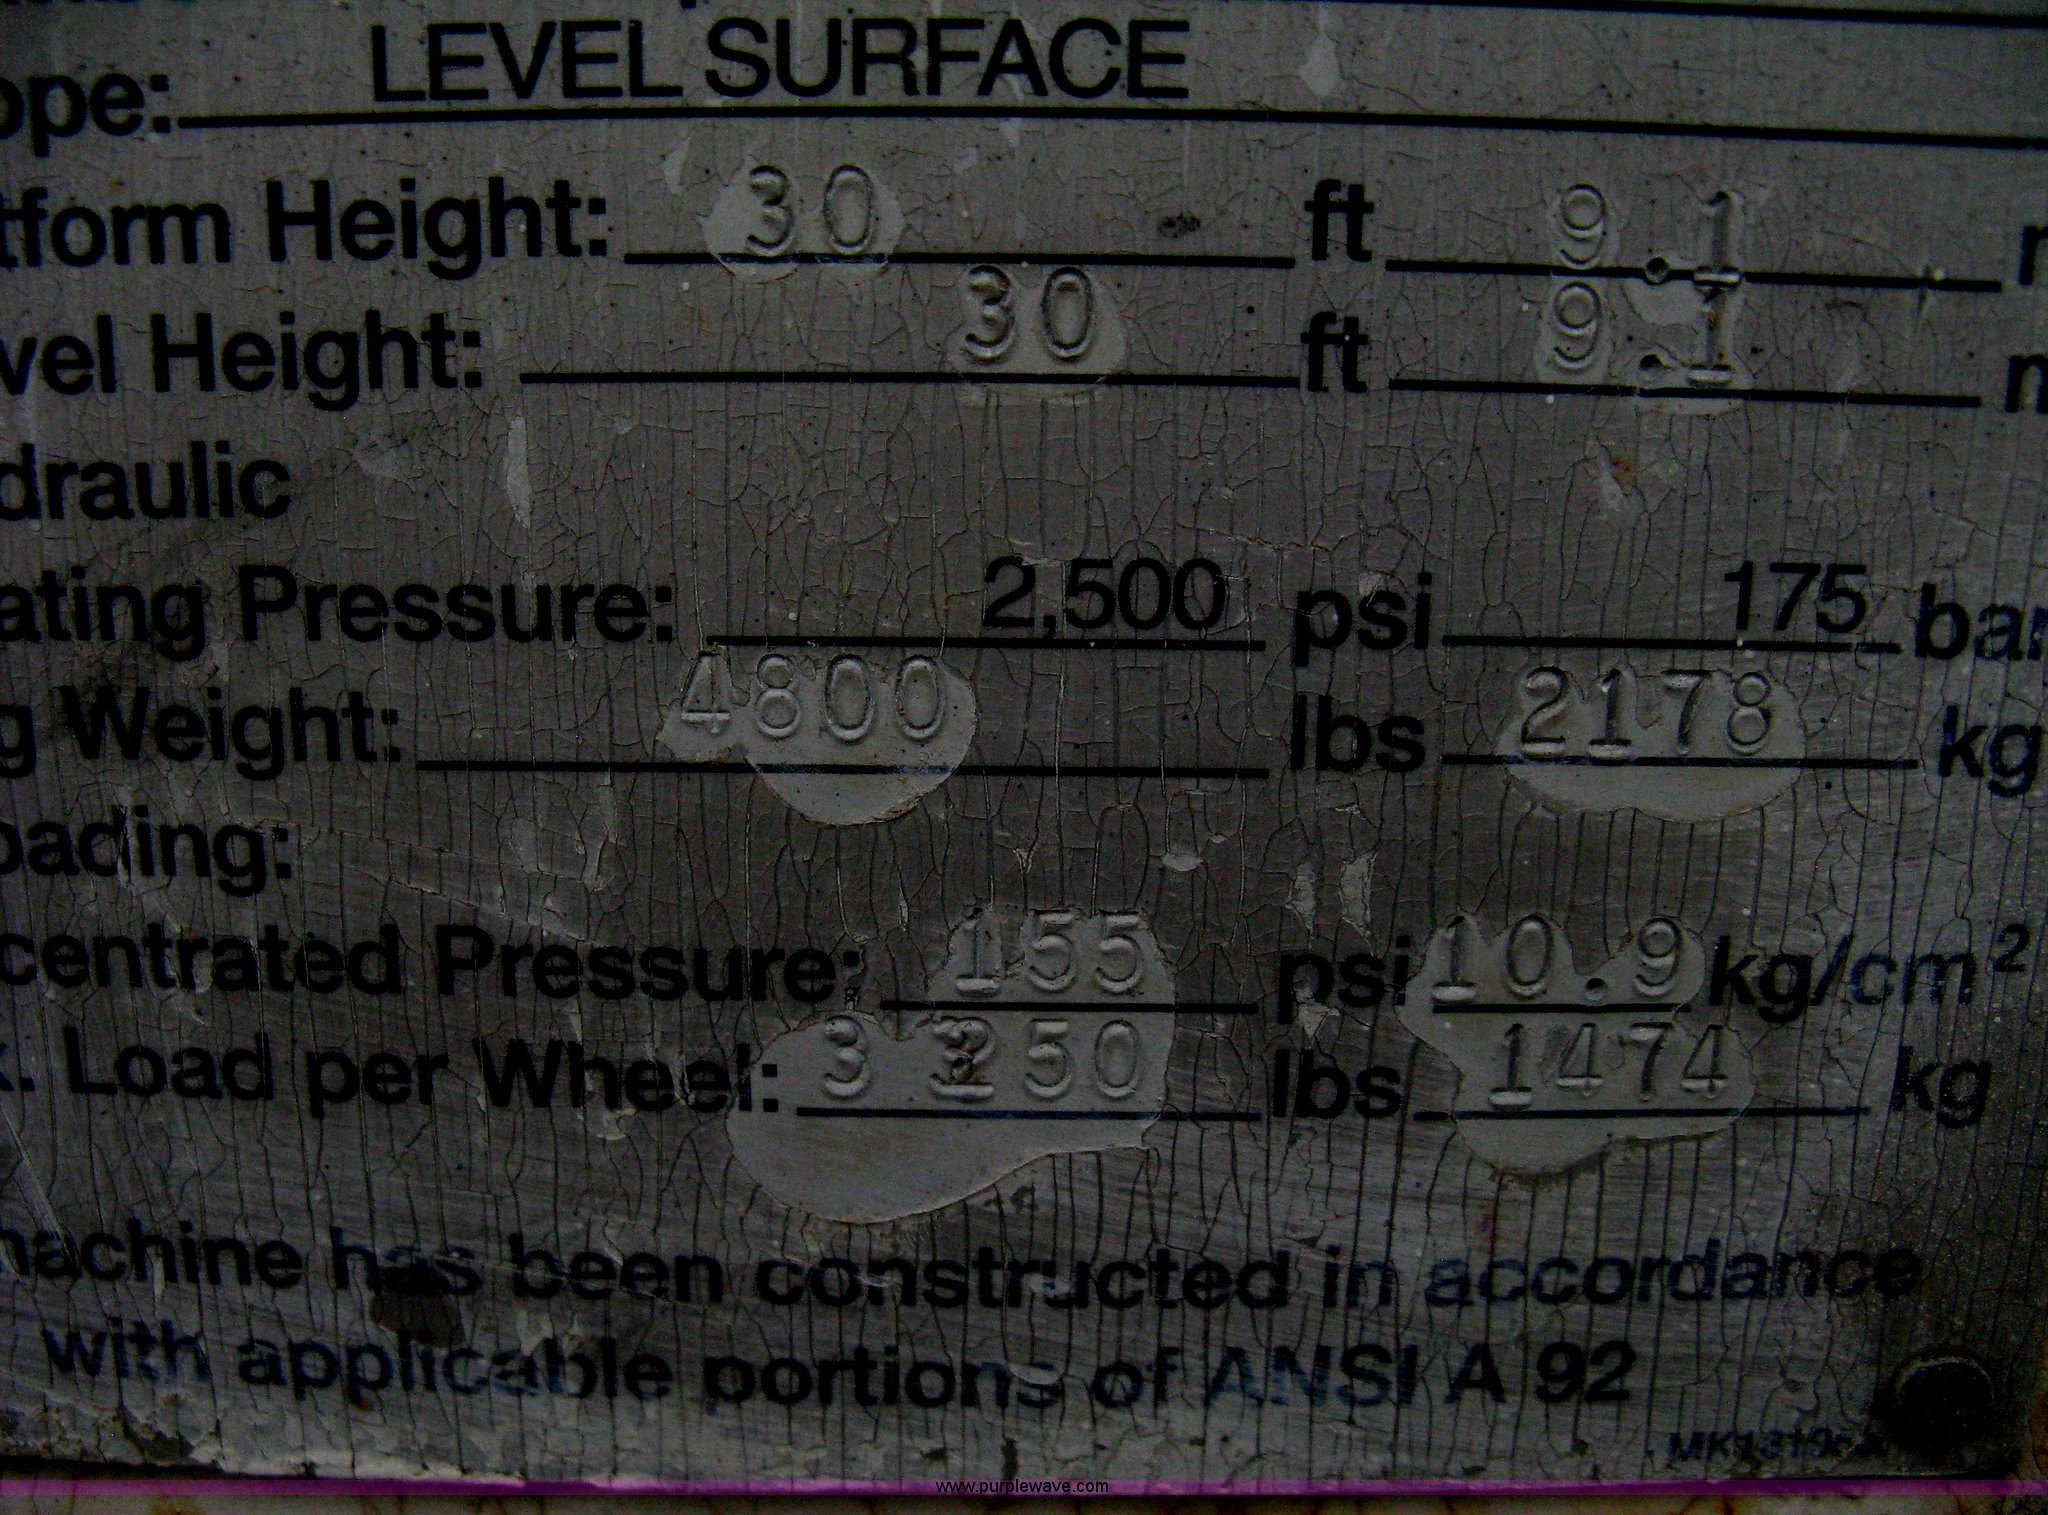 ope: LEVEL SURFACE
tform Height: 30 ft 9.1
vel Height: 30 ft 9.1
draulic
ating Pressure: 2,500 psi 175 bar
g Weight: 4800 lbs 2178 kg
oading:
centrated Pressure: 155 psi 10.9 kg/cm²
x. Load per Wheel: 3250 lbs 1474 kg
machine has been constructed in accordance
with applicable portions of ANSI A 92
www.purplewave.com